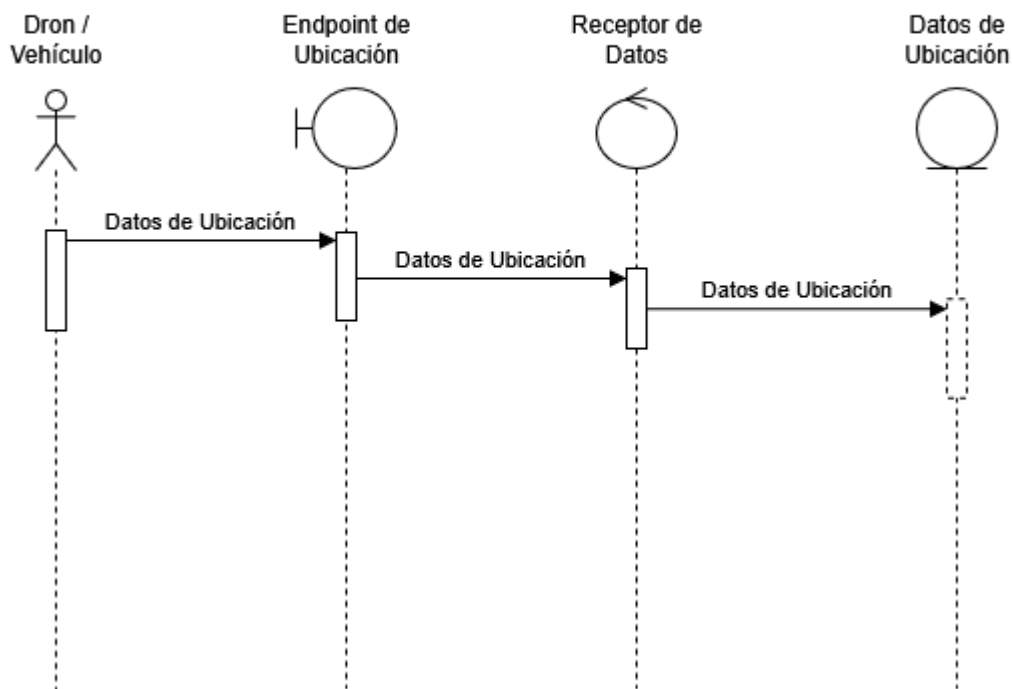 Dron /
Vehículo
Endpoint de
Ubicación
Receptor de
Datos
Datos de
Ubicación
Datos de Ubicación
Datos de Ubicación
Datos de Ubicación